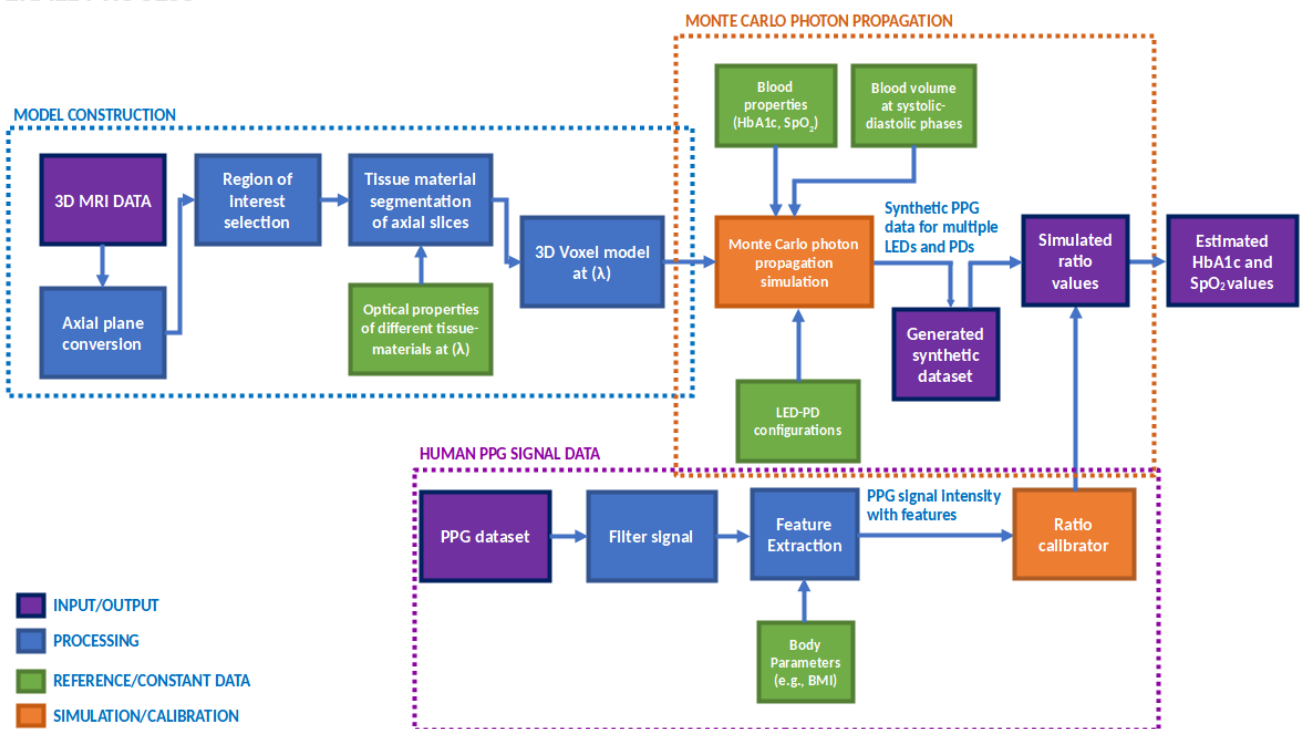 MONTE CARLO PHOTON PROPAGATION
Blood
properties
(HbA1c, SpO₂)
Blood volume
at systolic-
diastolic phases
MODEL CONSTRUCTION
3D MRI DATA
Region of
Interest
selection
Tissue material
segmentation
of axial slices
3D Voxel model
at (λ)
Axial plane
conversion
Optical properties
of different tissue-
materials at (λ)
Monte Carlo photon
propagation
simulation
Synthetic PPG
data for multiple
LEDs and PDs
Simulated
ratio
values
Estimated
HbA1c and
SpO₂ values
Generated
synthetic
dataset
LED-PD
configurations
HUMAN PPG SIGNAL DATA
PPG dataset
Filter signal
Feature
Extraction
PPG signal intensity
with features
Ratio
calibrator
Body
Parameters
(e.g., BMI)
INPUT/OUTPUT
PROCESSING
REFERENCE/CONSTANT DATA
SIMULATION/CALIBRATION